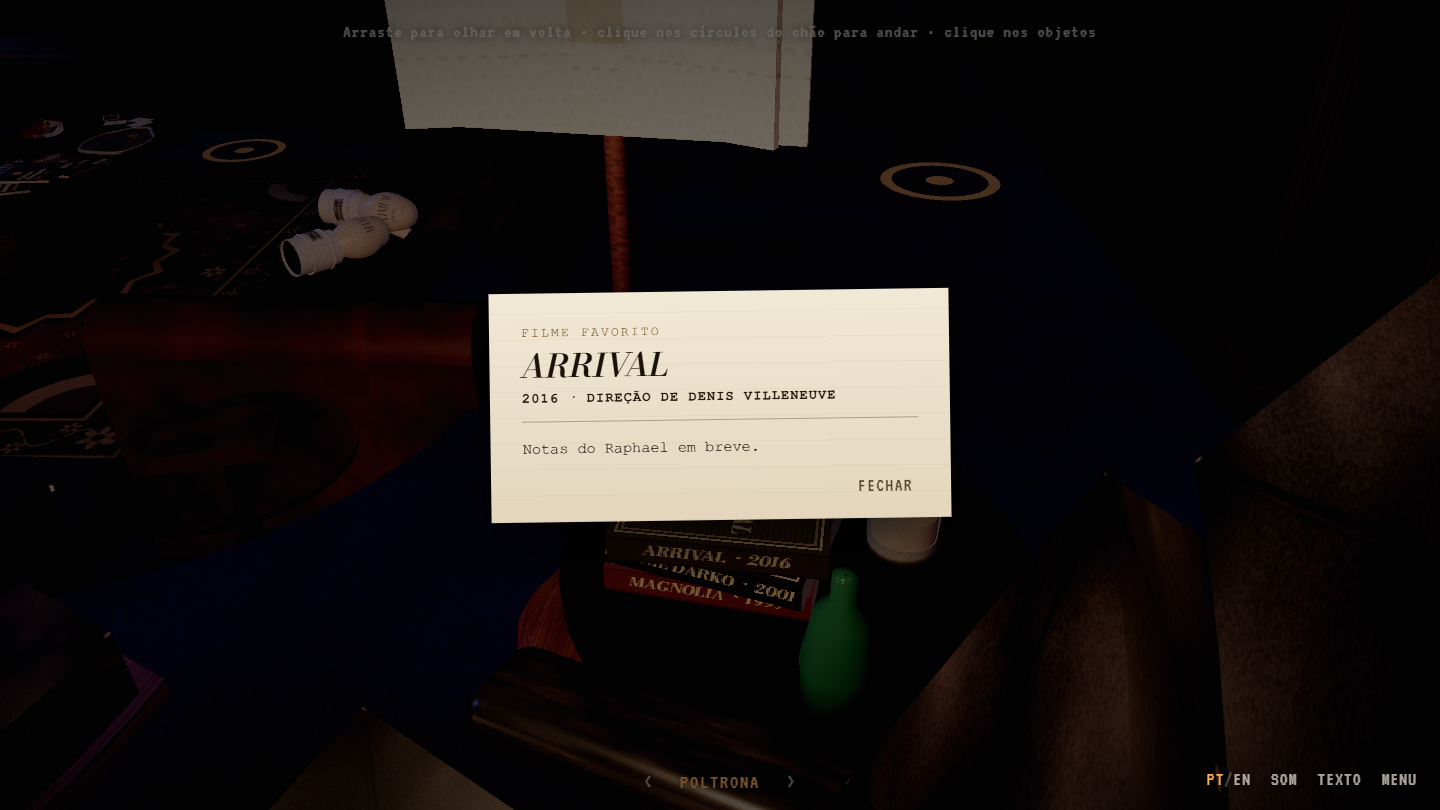 Arraste para olhar em volta · clique nos círculos do chão para andar · clique nos objetos
FILME FAVORITO
ARRIVAL
2016 · DIREÇÃO DE DENIS VILLENEUVE
Notas do Raphael em breve.
FECHAR
ARRIVAL · 2016
DARKO · 2001
MAGNOLIA
‹ POLTRONA ›
PT/EN SOM TEXTO MENU